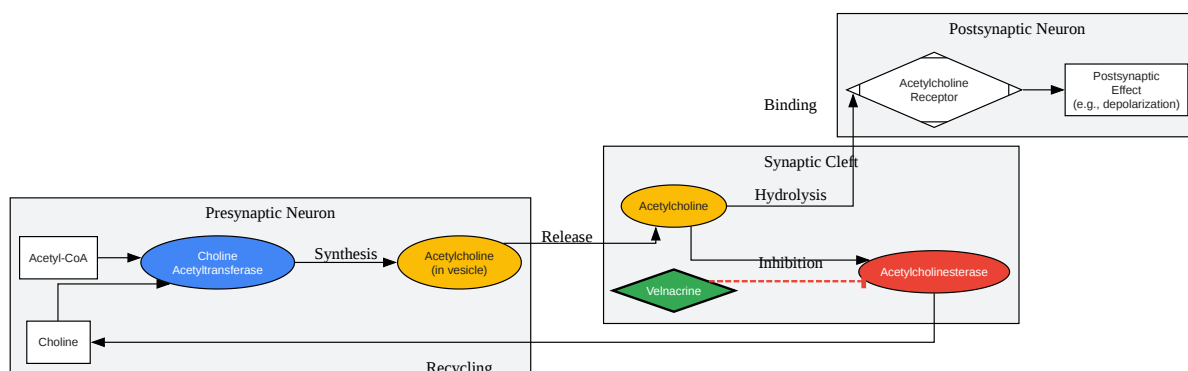 Postsynaptic Neuron
Acetylcholine
Receptor
Postsynaptic
Effect
(e.g., depolarization)
Binding
Synaptic Cleft
Acetylcholine
Hydrolysis
Inhibition
Velnacrine
Acetylcholinesterase
Presynaptic Neuron
Acetyl-CoA
Choline
Acetyltransferase
Synthesis
Acetylcholine
(in vesicle)
Release
Choline
Recycling